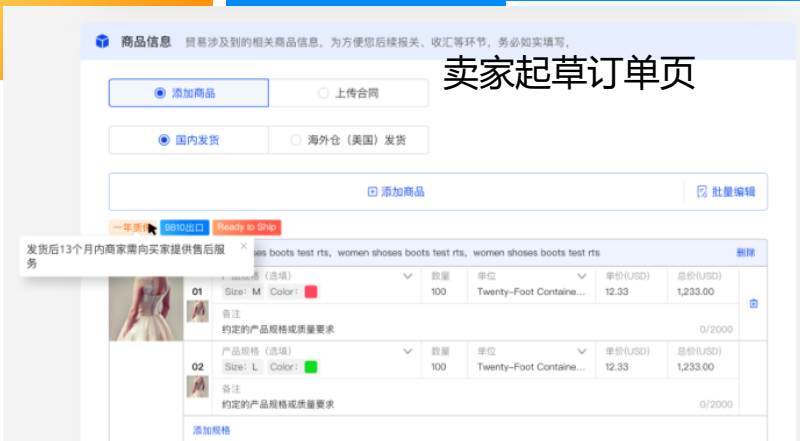 商品信息 贸易涉及到的相关商品信息，为方便您后续报关、收汇等环节，务必如实填写，
卖家起草订单页
添加商品 上传合同
国内发货 海外仓（美国）发货
添加商品 批量编辑
一年质保 9810出口 Ready to Ship
发货后13个月内商家需向买家提供售后服
务
shoses boots test rts，women shoses boots test rts，women shoses boots test rts 删除
产品规格（选填） 数量 单位 单价(USD) 总价(USD)
01 Size: M Color: 100 Twenty-Foot Containe... 12.33 1,233.00
备注
约定的产品规格或质量要求 0/2000
产品规格（选填） 数量 单位 单价(USD) 总价(USD)
02 Size: L Color: 100 Twenty-Foot Containe... 12.33 1,233.00
备注
约定的产品规格或质量要求 0/2000
添加规格